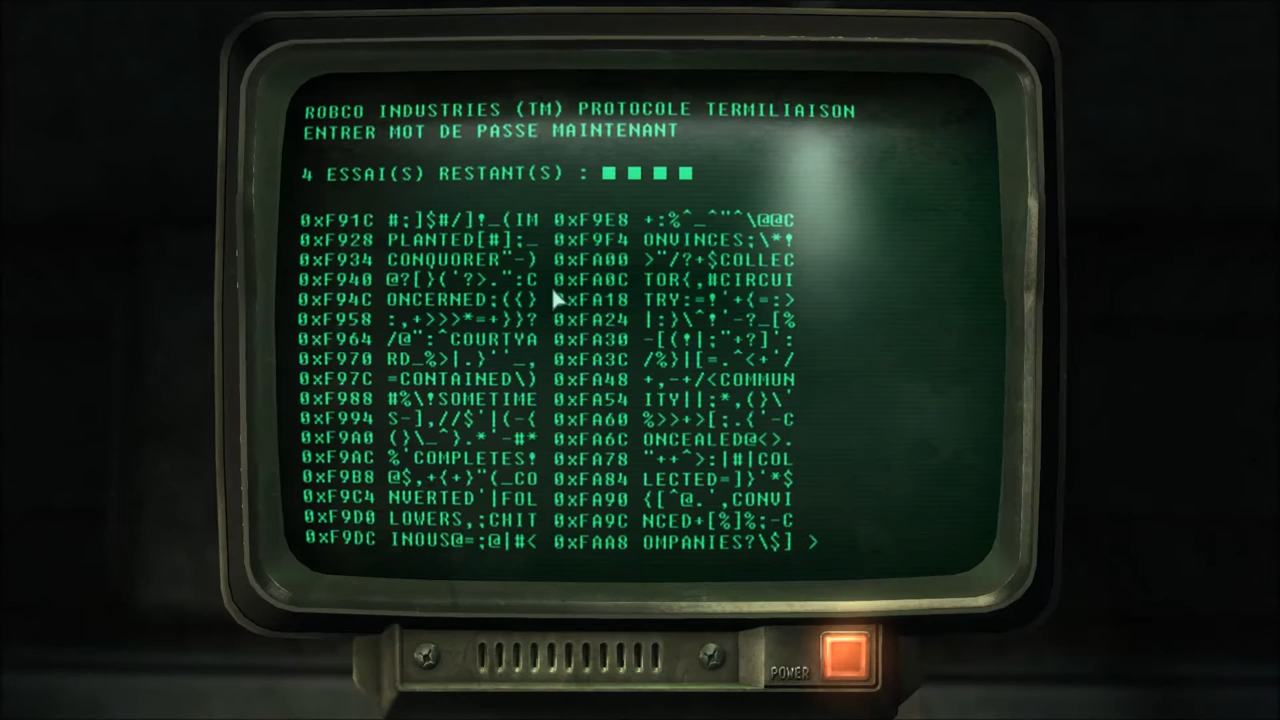 ROBCO INDUSTRIES (TM) PROTOCOLE TERMILIAISON
ENTRER MOT DE PASSE MAINTENANT
4 ESSAI(S) RESTANT(S) : ■ ■ ■ ■
0xF91C #;]$#/]!_(IM 0xF9E8 +:%^_^"^\@@C
0xF928 PLANTED[#];_ 0xF9F4 ONVINCES;\*!
0xF934 CONQUORER"-) 0xFA00 >"/?+$COLLEC
0xF940 @?[}('?>.":C 0xFA0C TOR{,#CIRCUI
0xF94C ONCERNED;({} 0xFA18 TRY:=!'+{=:>
0xF958 :,+>>>*=+}}? 0xFA24 |:}\^!'-?_[%
0xF964 /@":^COURTYA 0xFA30 -[(!|;"+?]':
0xF970 RD_%>|.}''_, 0xFA3C /%}|[=.^<+'/
0xF97C =CONTAINED\) 0xFA48 +,-+/<COMMUN
0xF988 #%\!SOMETIME 0xFA54 ITY||;*,(}\'
0xF994 S-],//$'|(-{ 0xFA60 %>>+>[;.{'-C
0xF9A0 (}\_^}.*'-#* 0xFA6C ONCEALED@<>.
0xF9AC %'COMPLETES! 0xFA78 "++^>:|#|COL
0xF9B8 @$,+{+}"(_CO 0xFA84 LECTED=]}'*$
0xF9C4 NVERTED'|FOL 0xFA90 {[^@.',CONVI
0xF9D0 LOWERS,;CHIT 0xFA9C NCED+[%]%;-C
0xF9DC INOUS@=;@|#< 0xFAA8 OMPANIES?\$] >
POWER